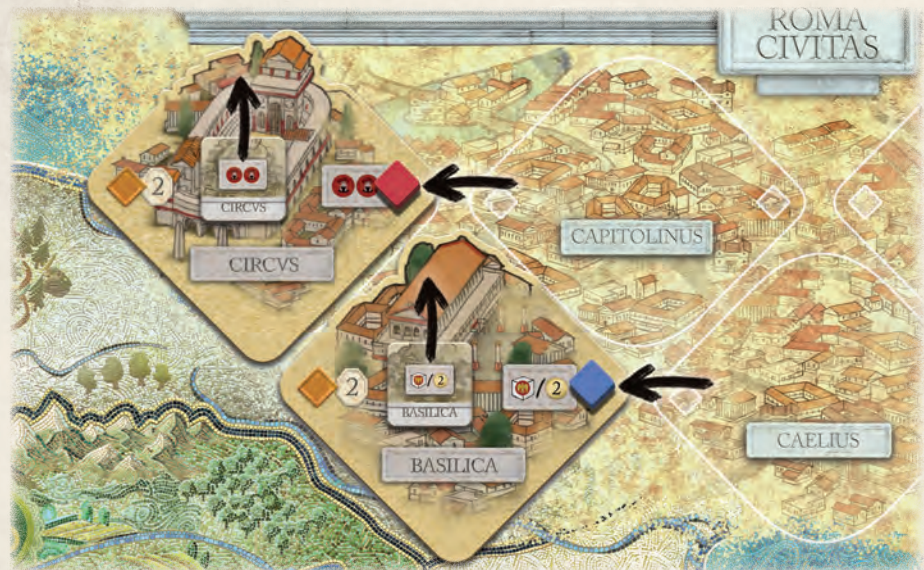 ROMA
CIVITAS
2
CIRCVS
CIRCVS
CAPITOLINUS
2
/2
BASILICA
/2
BASILICA
CAELIUS